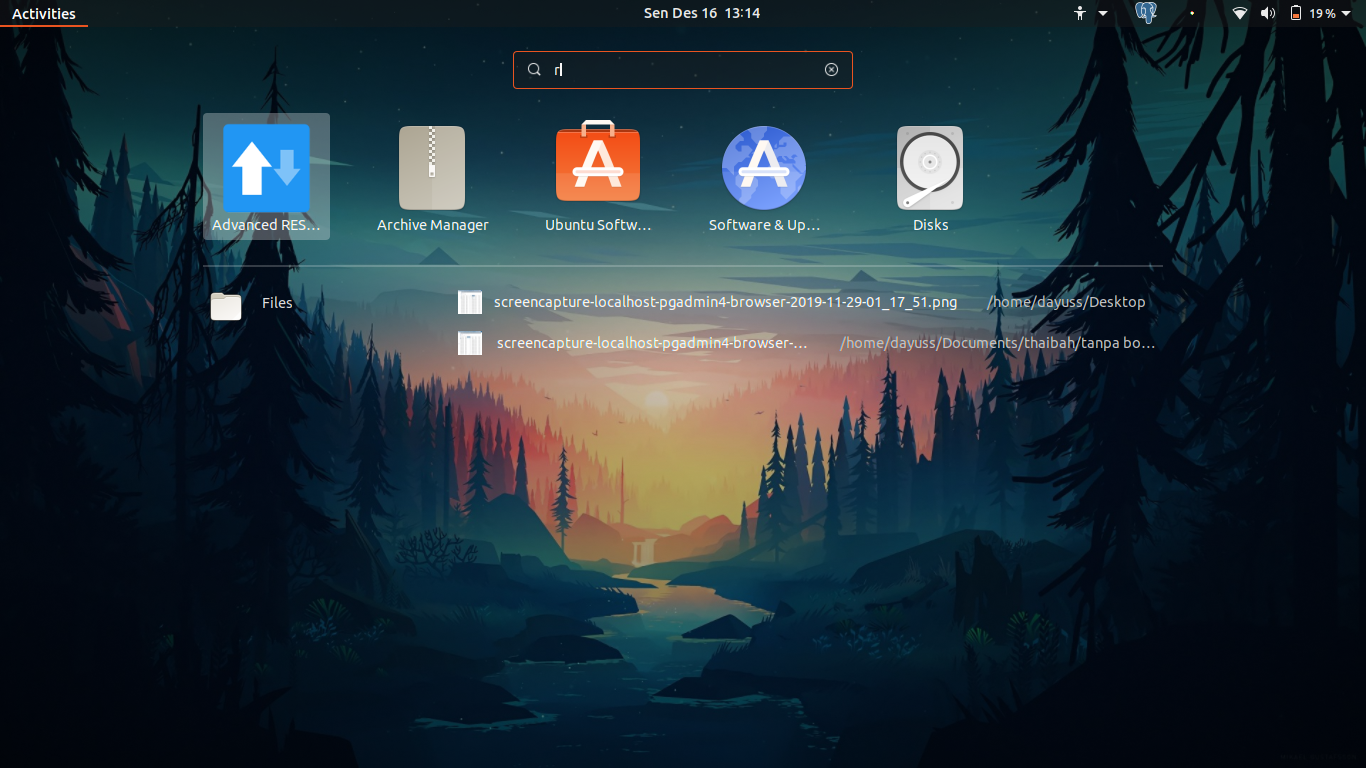 Activities
Sen Des 16 13:14
19 %
r
Advanced RES...
Archive Manager
Ubuntu Softw...
Software & Up...
Disks
Files
screencapture-localhost-pgadmin4-browser-2019-11-29-01_17_51.png /home/dayuss/Desktop
screencapture-localhost-pgadmin4-browser-... /home/dayuss/Documents/thaibah/tanpa bo...